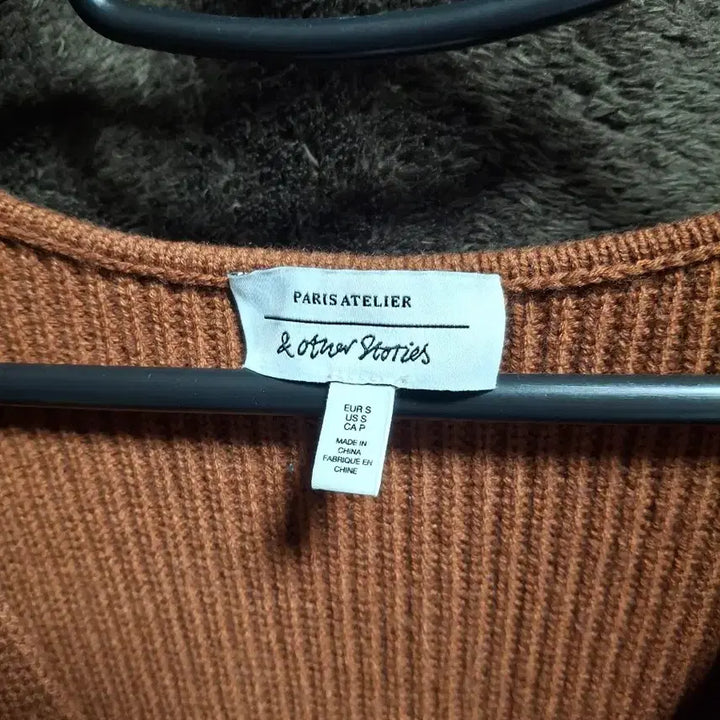 PARIS ATELIER
& other Stories
EUR S
US S
CA P
MADE IN
CHINA
FABRIQUE EN
CHINE